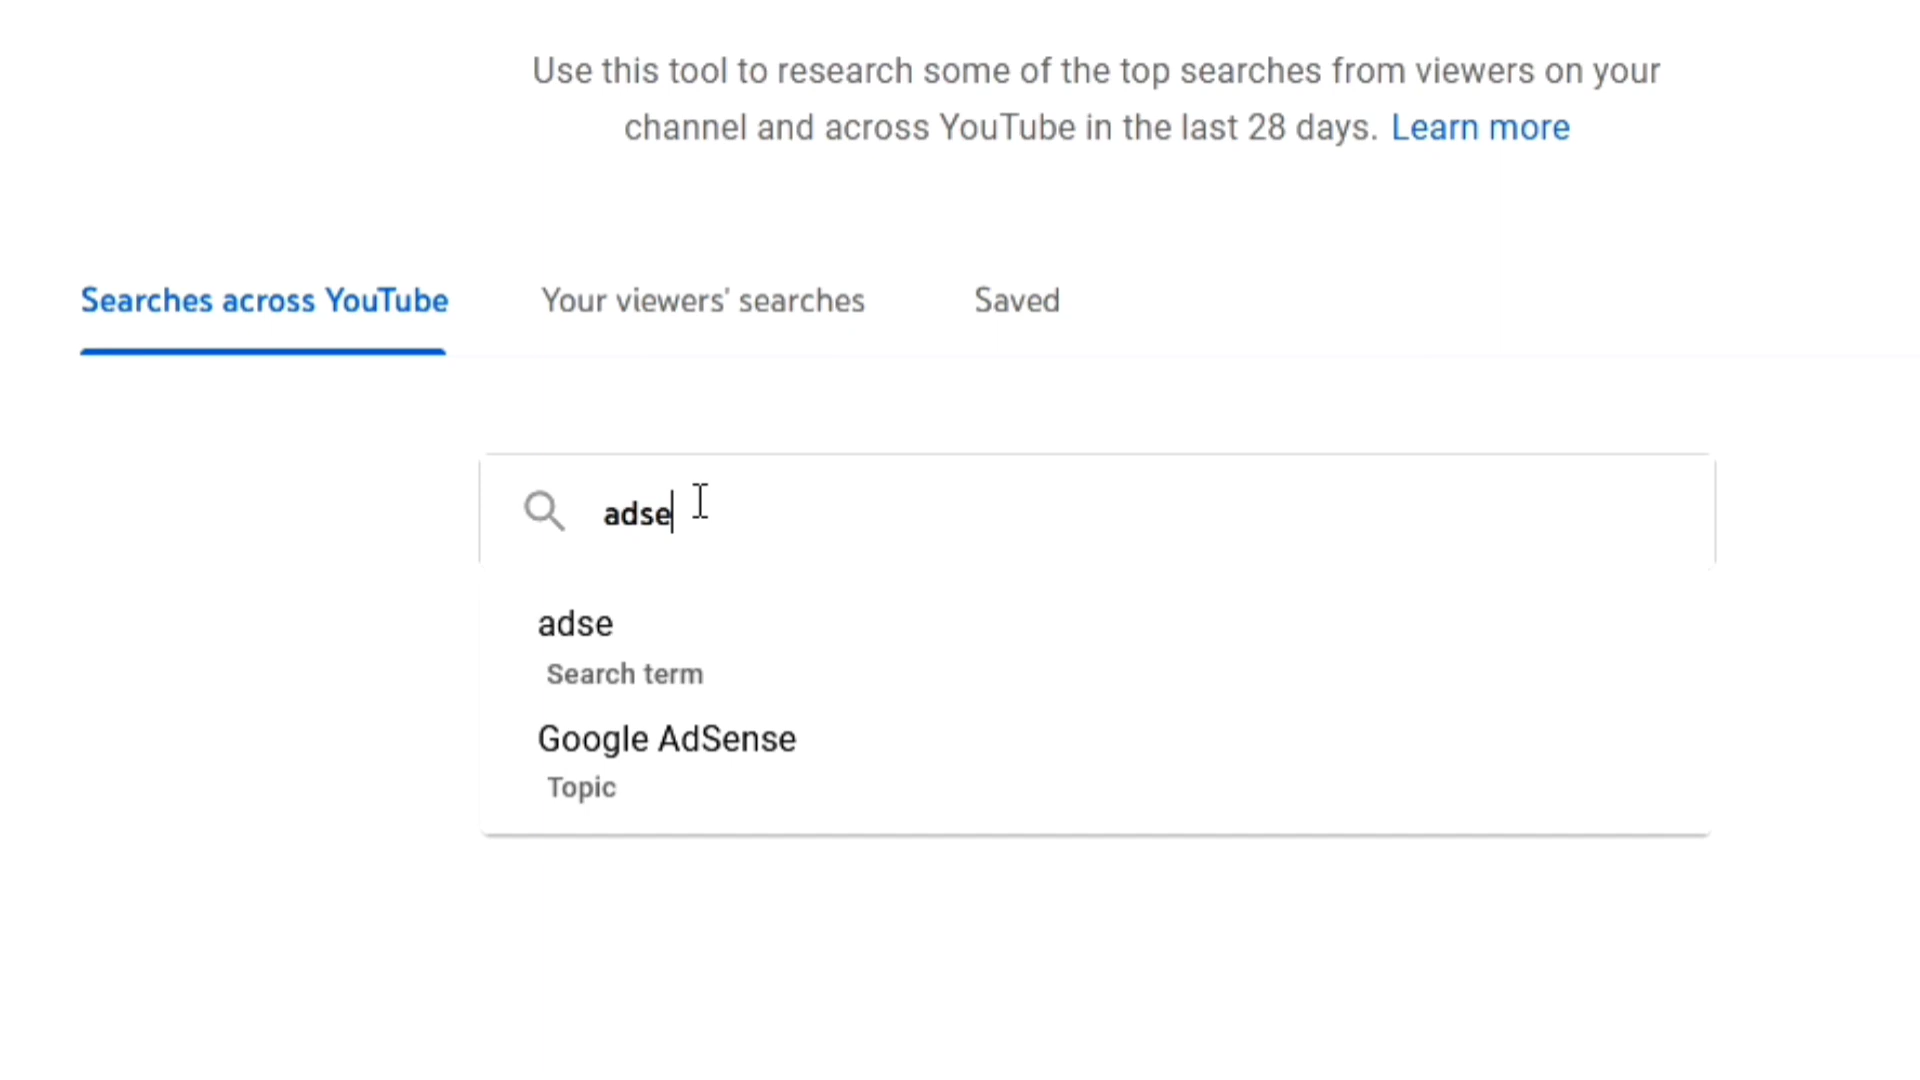 Use this tool to research some of the top searches from viewers on your
channel and across YouTube in the last 28 days. Learn more
Searches across YouTube Your viewers' searches Saved
adse
adse
Search term
Google AdSense
Topic